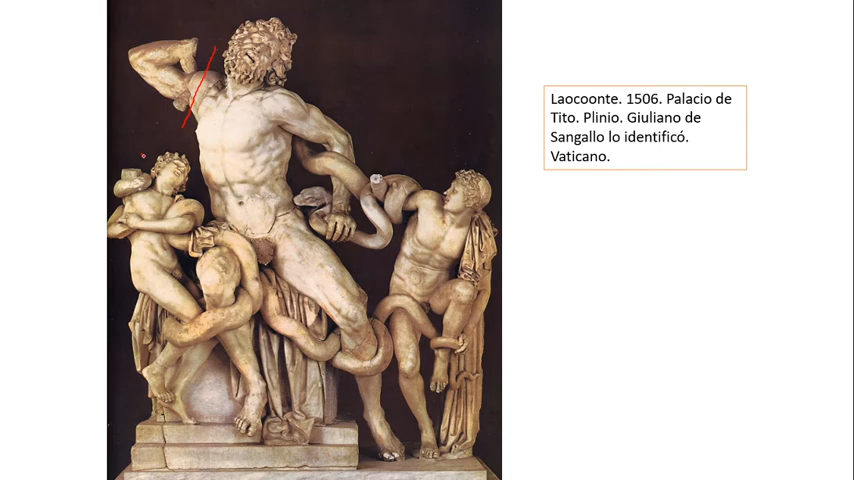 Laocoonte. 1506. Palacio de
Tito. Plinio. Giuliano de
Sangallo lo identificó.
Vaticano.